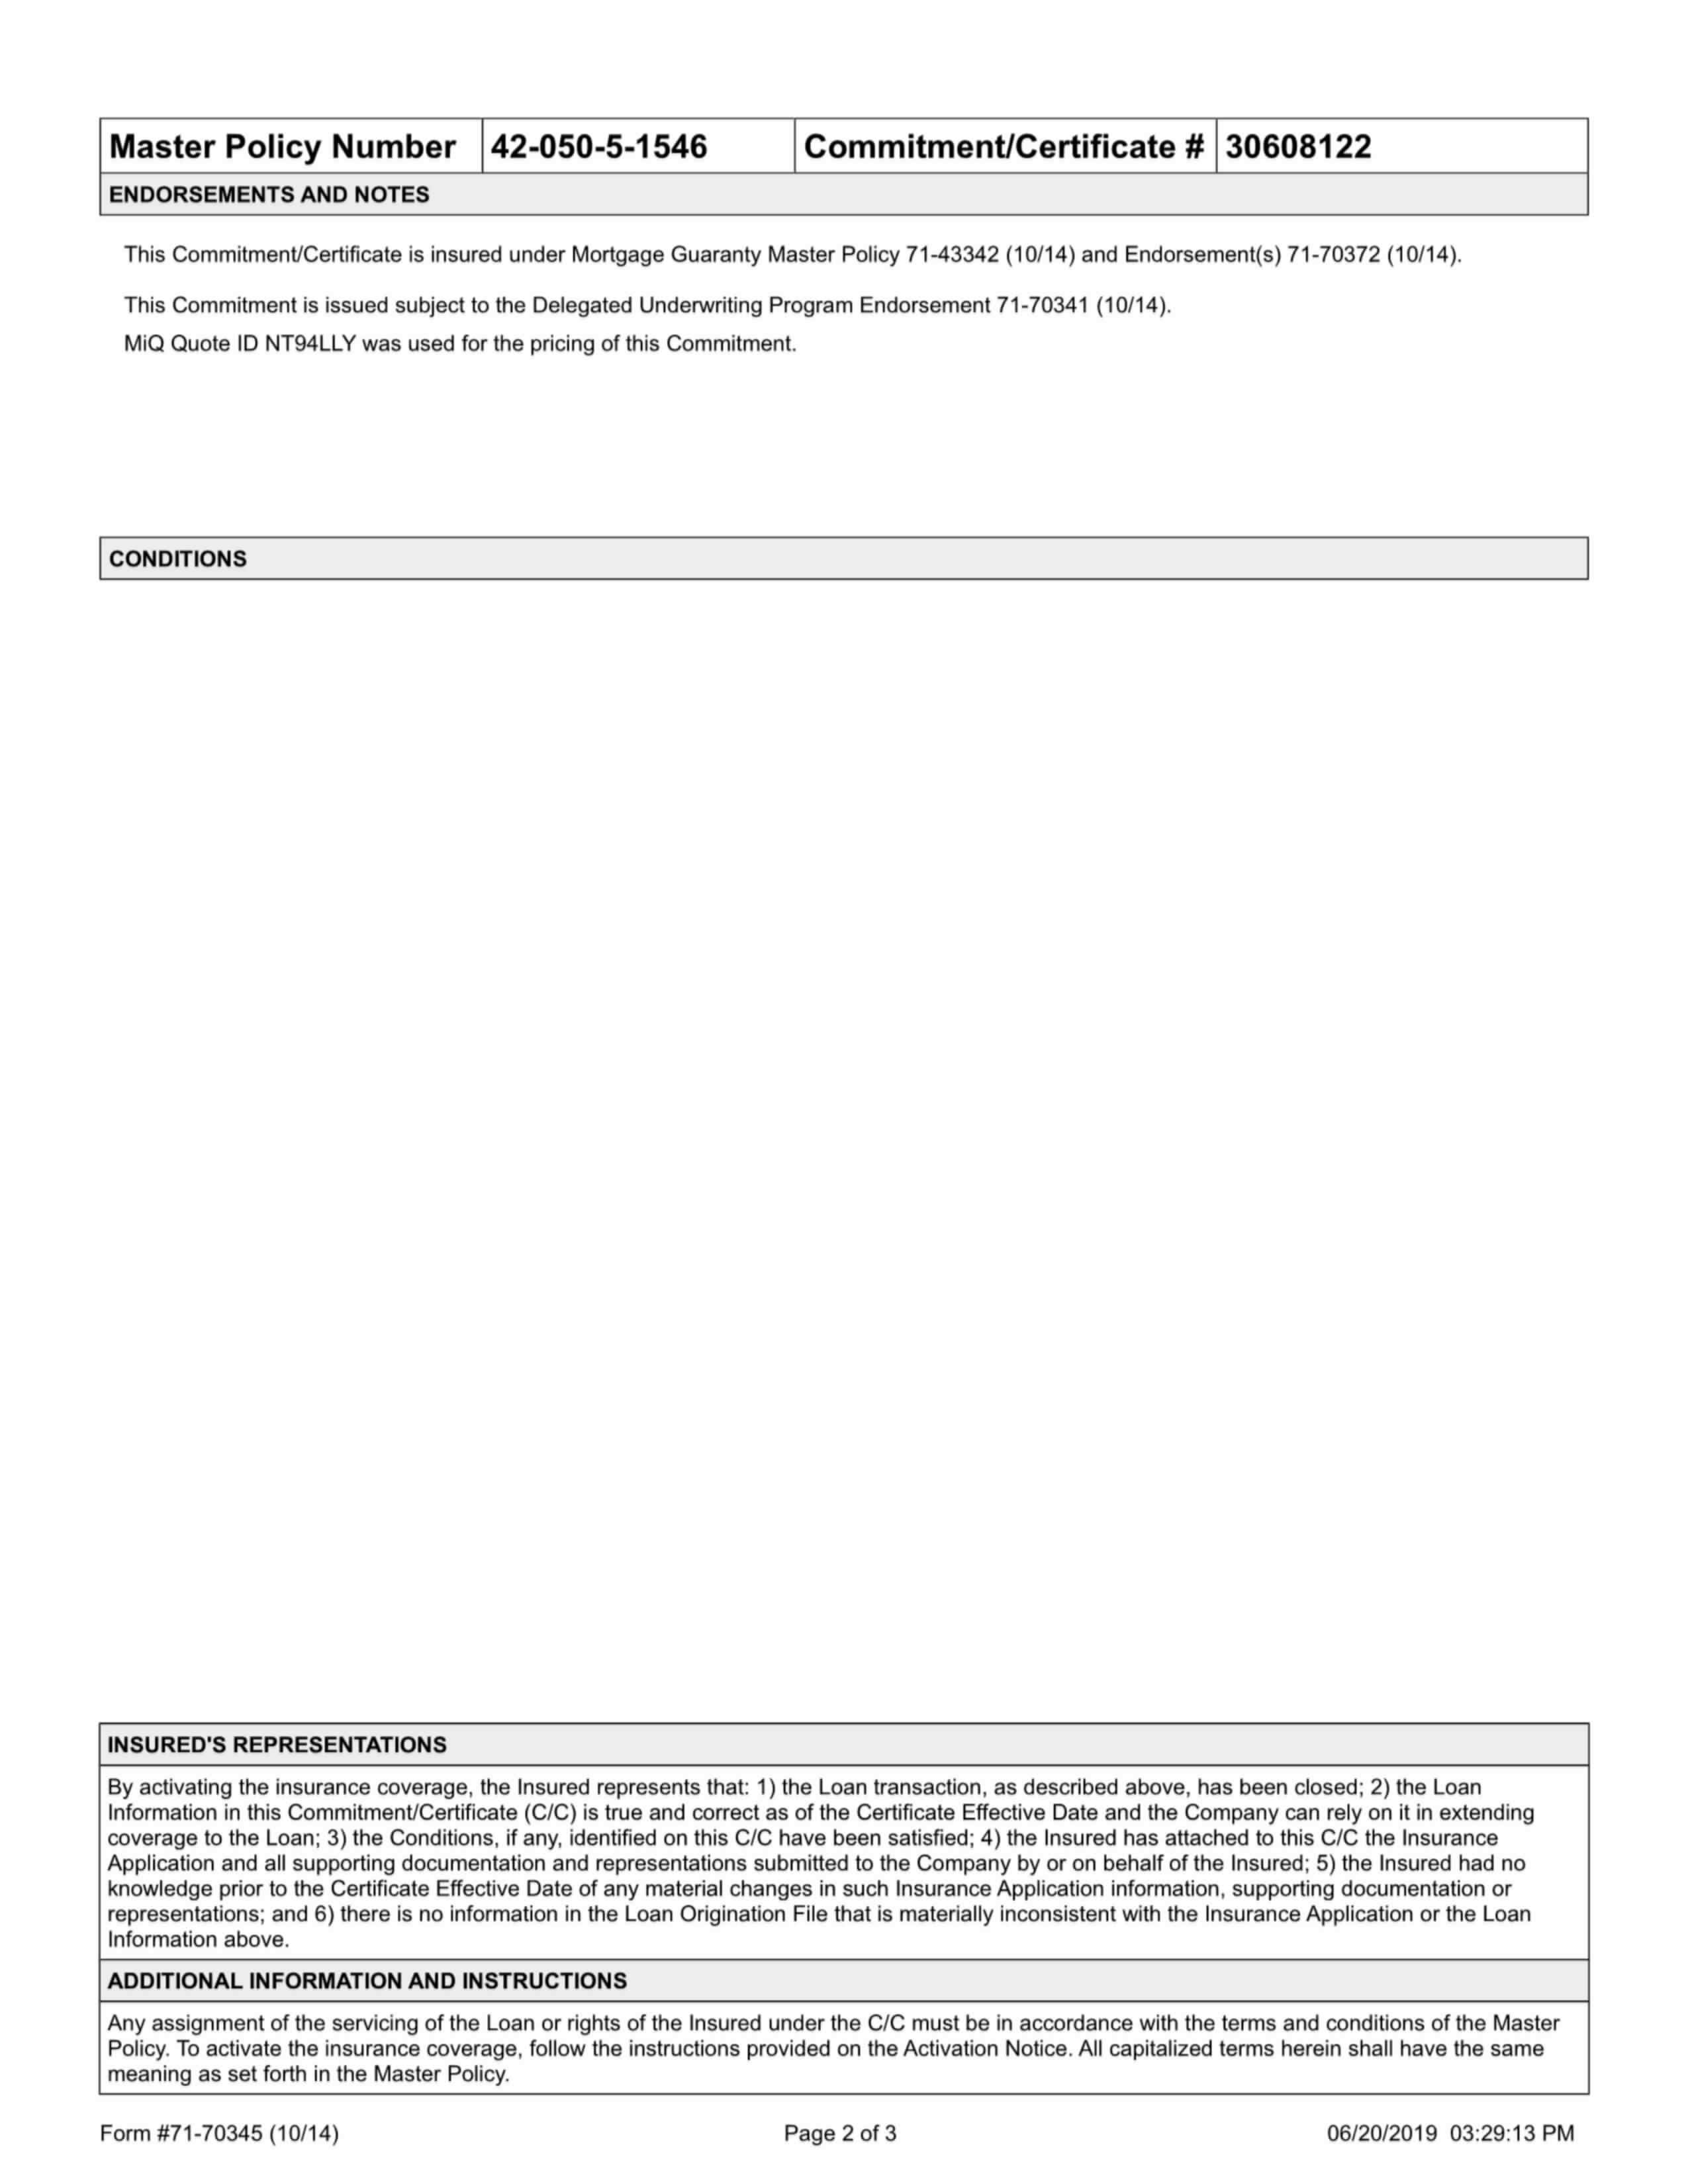 Master Policy Number 42-050-5-1546 Commitment/Certificate # 30608122
ENDORSEMENTS AND NOTES
This Commitment/Certificate is insured under Mortgage Guaranty Master Policy 71-43342 (10/14) and Endorsement(s) 71-70372 (10/14).
This Commitment is issued subject to the Delegated Underwriting Program Endorsement 71-70341 (10/14).
MiQ Quote ID NT94LLY was used for the pricing of this Commitment.
CONDITIONS
INSURED'S REPRESENTATIONS
By activating the insurance coverage, the Insured represents that: 1) the Loan transaction, as described above, has been closed; 2) the Loan
Information in this Commitment/Certificate (C/C) is true and correct as of the Certificate Effective Date and the Company can rely on it in extending
coverage to the Loan; 3) the Conditions, if any, identified on this C/C have been satisfied; 4) the Insured has attached to this C/C the Insurance
Application and all supporting documentation and representations submitted to the Company by or on behalf of the Insured; 5) the Insured had no
knowledge prior to the Certificate Effective Date of any material changes in such Insurance Application information, supporting documentation or
representations; and 6) there is no information in the Loan Origination File that is materially inconsistent with the Insurance Application or the Loan
Information above.
ADDITIONAL INFORMATION AND INSTRUCTIONS
Any assignment of the servicing of the Loan or rights of the Insured under the C/C must be in accordance with the terms and conditions of the Master
Policy. To activate the insurance coverage, follow the instructions provided on the Activation Notice. All capitalized terms herein shall have the same
meaning as set forth in the Master Policy.
Form #71-70345 (10/14) Page 2 of 3 06/20/2019 03:29:13 PM